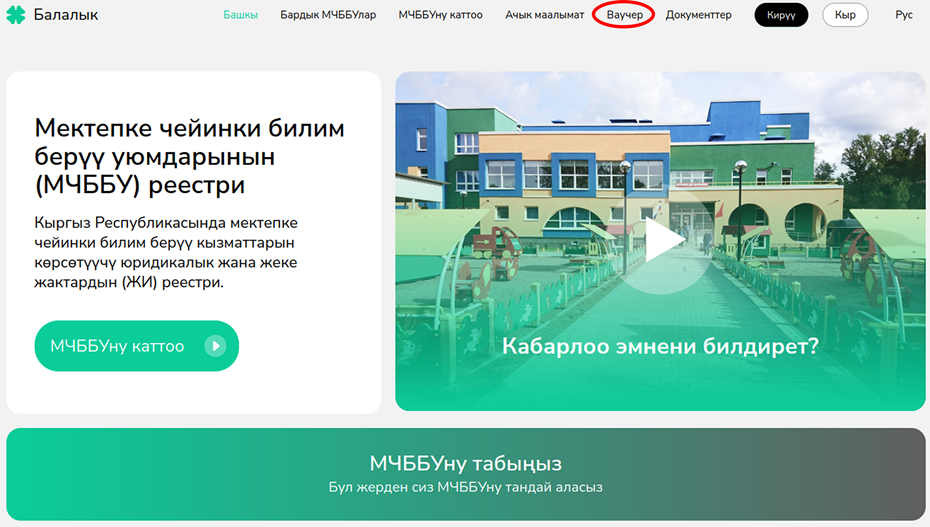 Балалык
Башкы
Бардык МЧББУлар
МЧББУну каттоо
Ачык маалымат
Ваучер
Документтер
Кирүү
Кыр
Рус
Мектепке чейинки билим
берүү уюмдарынын
(МЧББУ) реестри
Кыргыз Республикасында мектепке
чейинки билим берүү кызматтарын
көрсөтүүчү юридикалык жана жеке
жактардын (ЖИ) реестри.
МЧББУну каттоо
Кабарлоо эмнени билдирет?
МЧББУну табыңыз
Бул жерден сиз МЧББУну тандай аласыз